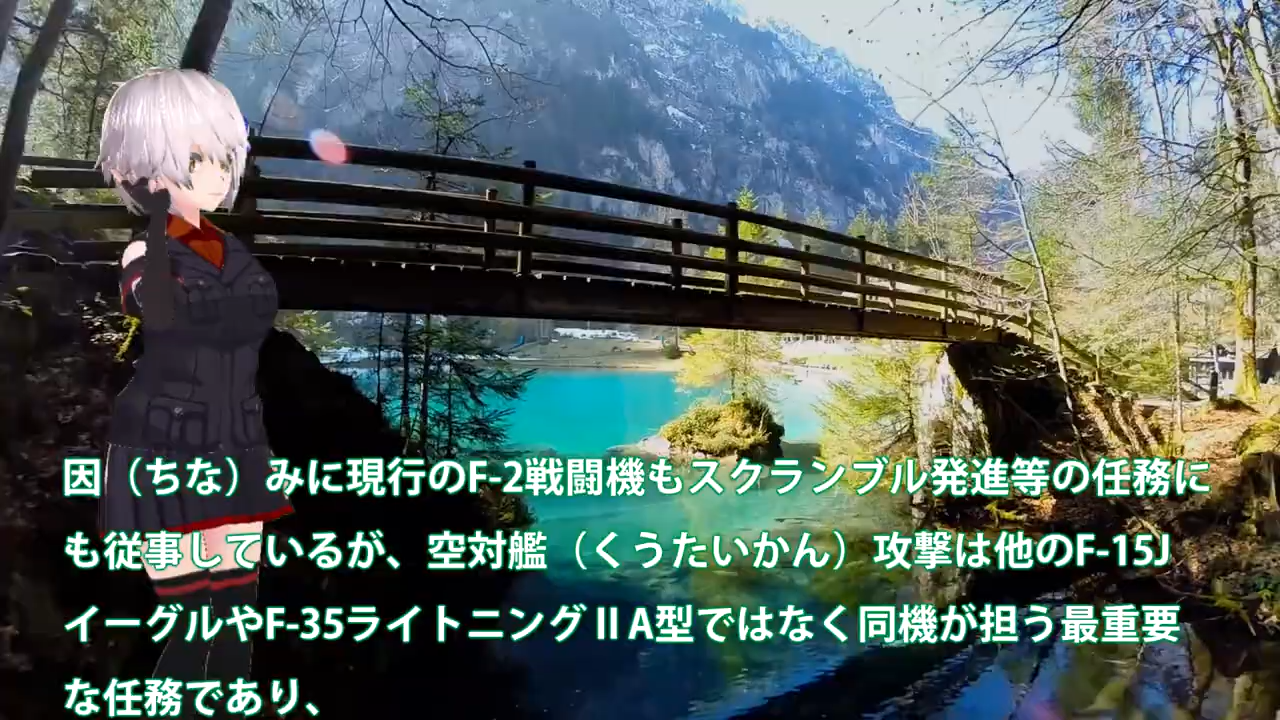 因（ちな）みに現行のF-2戦闘機もスクランブル発進等の任務に
も従事しているが、空対艦（くうたいかん）攻撃は他のF-15J
イーグルやF-35ライトニングⅡA型ではなく同機が担う最重要
な任務であり、